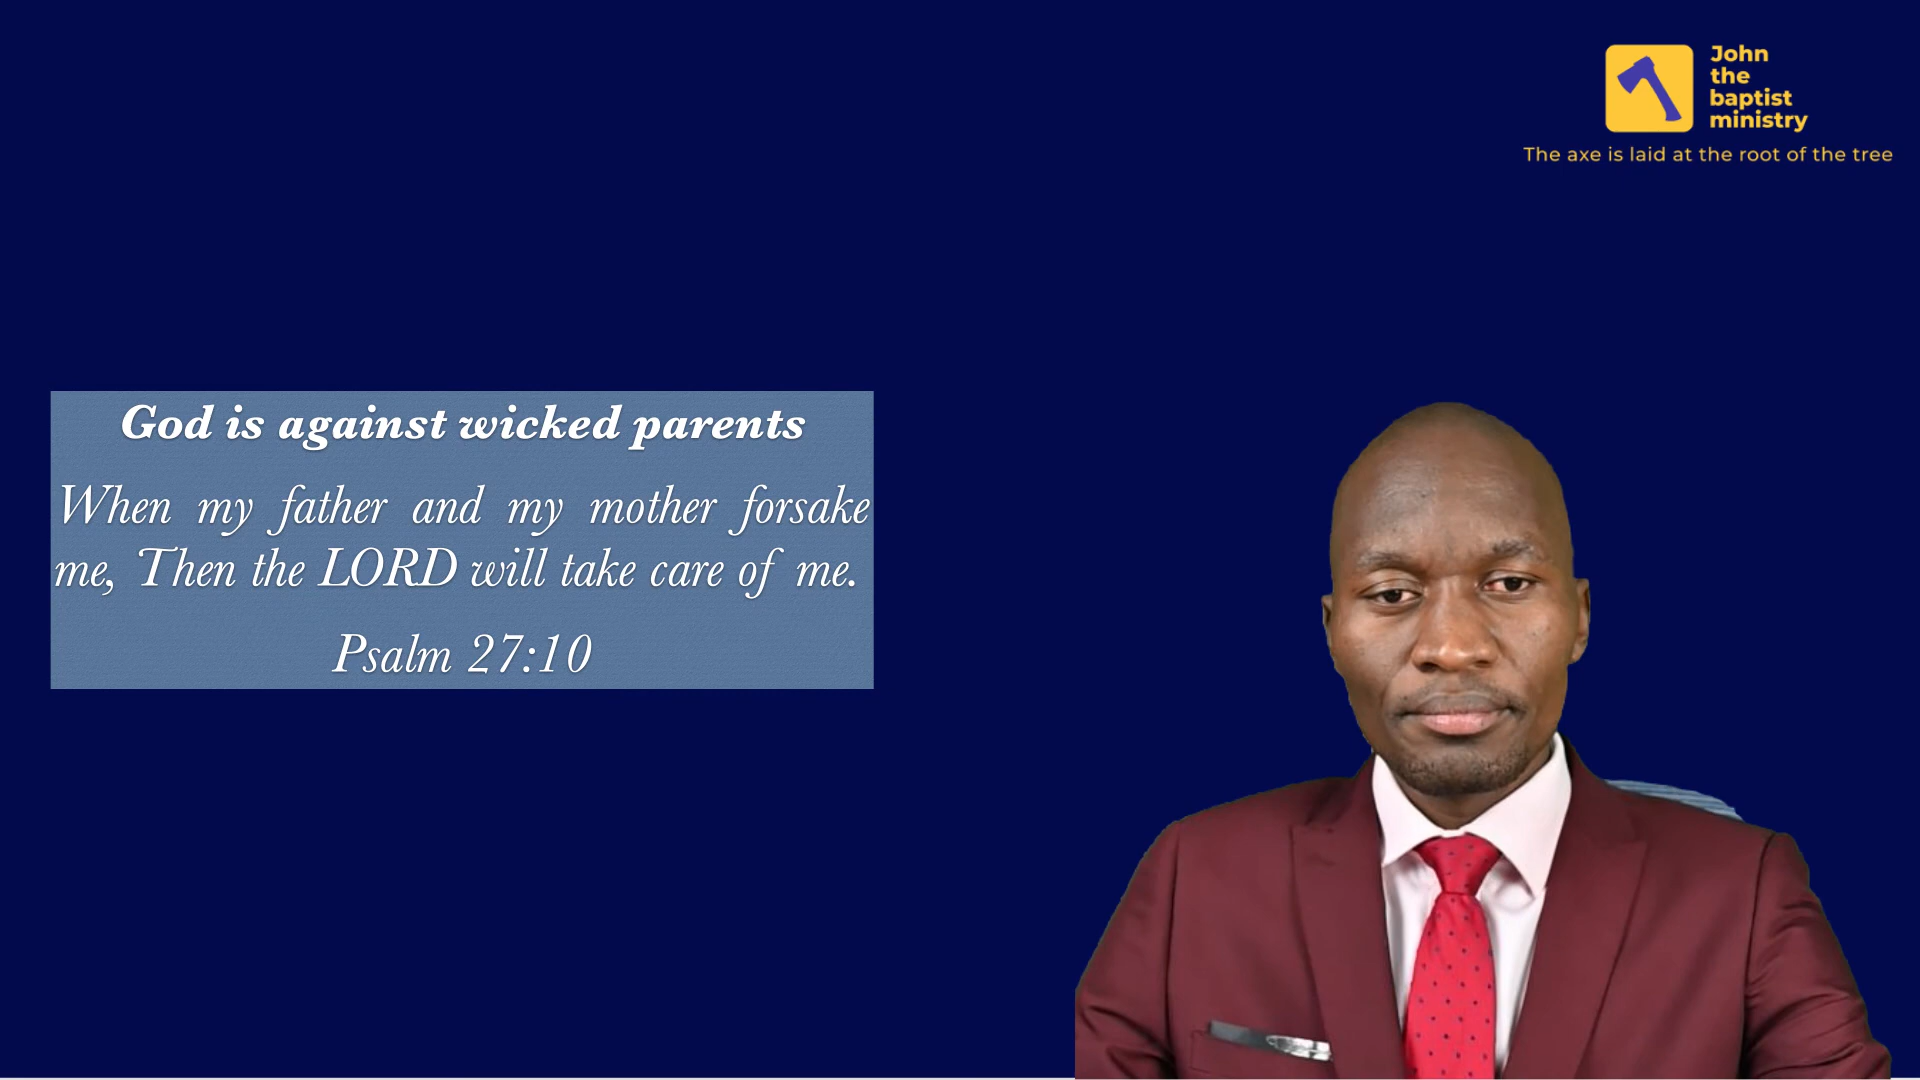 John
the
baptist
ministry
The axe is laid at the root of the tree
God is against wicked parents
When my father and my mother forsake
me, Then the LORD will take care of me.
Psalm 27:10